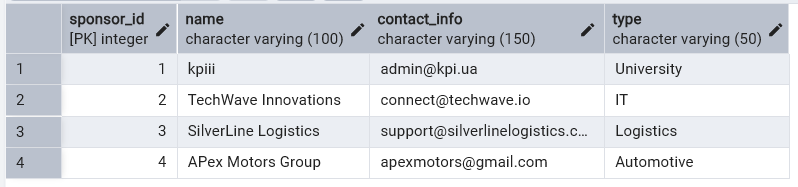 sponsor_id name contact_info type
[PK] integer character varying (100) character varying (150) character varying (50)
1 1 kpiii admin@kpi.ua University
2 2 TechWave Innovations connect@techwave.io IT
3 3 SilverLine Logistics support@silverlinelogistics.c... Logistics
4 4 APex Motors Group apexmotors@gmail.com Automotive